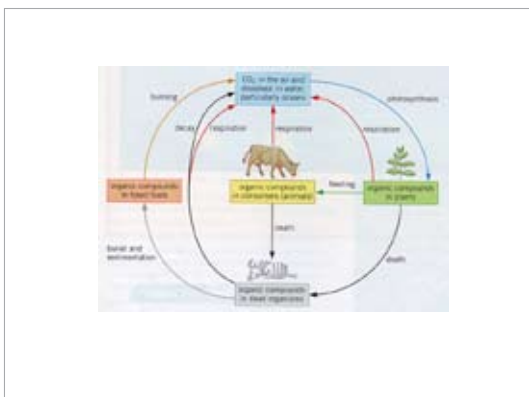 CO₂ in the air and
dissolved in water,
particularly oceans
burning
photosynthesis
decay
respiration
respiration
respiration
organic compounds
in fossil fuels
organic compounds
in consumers (animals)
feeding
organic compounds
in plants
burial and
sedimentation
death
death
organic compounds
in dead organisms